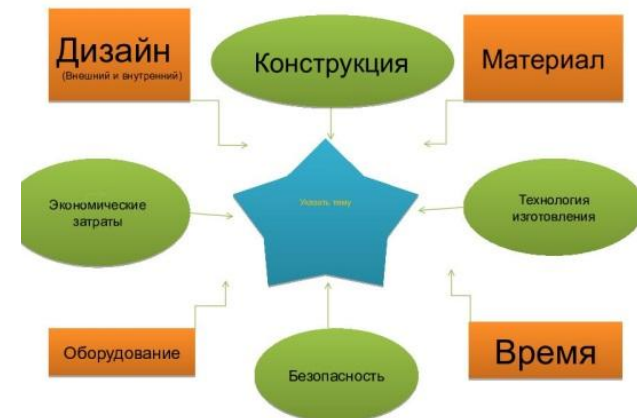 Дизайн
(Внешний и внутренний)
Конструкция
Материал
Экономические
затраты
Указать тему
Технология
изготовления
Оборудование
Безопасность
Время